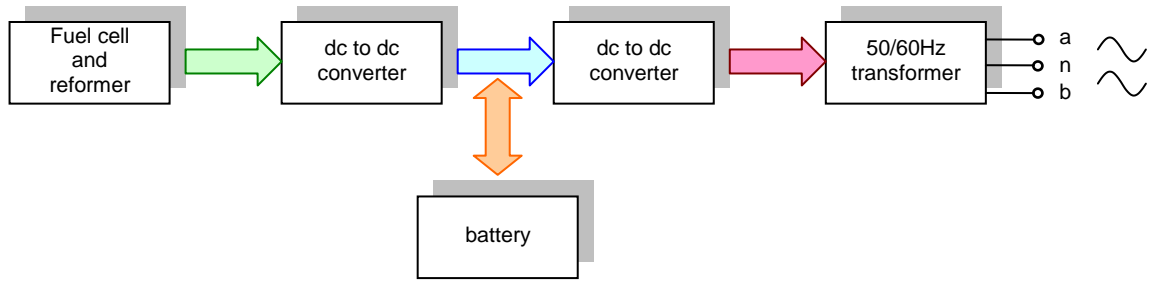 Fuel cell
and
reformer
dc to dc
converter
dc to dc
converter
50/60Hz
transformer
a
n
b
battery